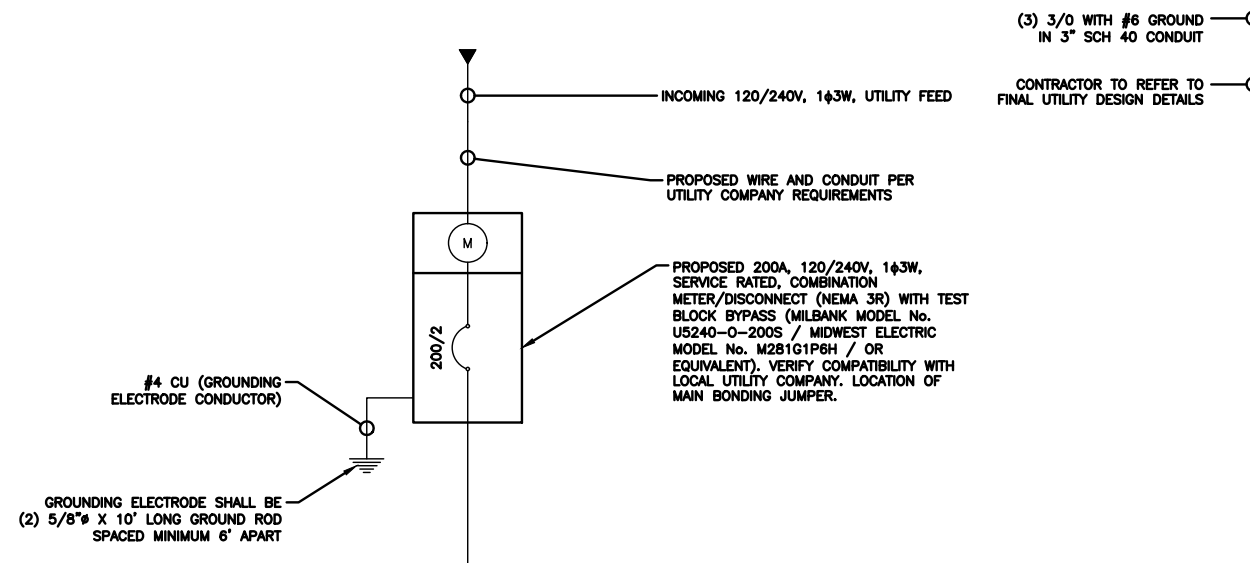 (3) 3/0 WITH #6 GROUND
IN 3" SCH 40 CONDUIT
CONTRACTOR TO REFER TO
FINAL UTILITY DESIGN DETAILS
INCOMING 120/240V, 1ϕ3W, UTILITY FEED
PROPOSED WIRE AND CONDUIT PER
UTILITY COMPANY REQUIREMENTS
M
PROPOSED 200A, 120/240V, 1ϕ3W,
SERVICE RATED, COMBINATION
METER/DISCONNECT (NEMA 3R) WITH TEST
BLOCK BYPASS (MILBANK MODEL No.
U5240-O-200S / MIDWEST ELECTRIC
MODEL No. M281G1P6H / OR
EQUIVALENT). VERIFY COMPATIBILITY WITH
LOCAL UTILITY COMPANY. LOCATION OF
MAIN BONDING JUMPER.
200/2
#4 CU (GROUNDING
ELECTRODE CONDUCTOR)
GROUNDING ELECTRODE SHALL BE
(2) 5/8"ø X 10' LONG GROUND ROD
SPACED MINIMUM 6' APART